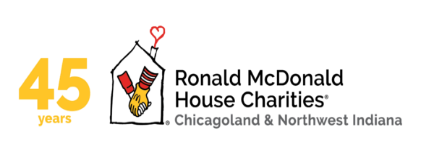 45
years
Ronald McDonald
House Charities®
® Chicagoland & Northwest Indiana